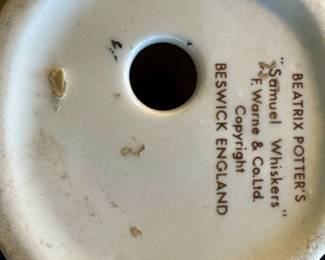 BEATRIX POTTER'S
"Samuel Whiskers"
F. Warne & Co. Ltd.
Copyright
BESWICK ENGLAND